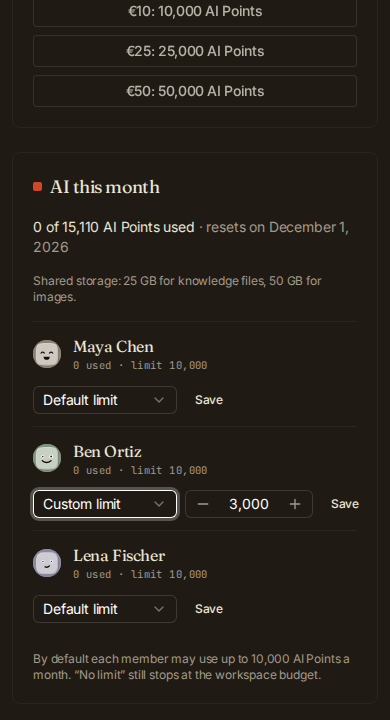 €10: 10,000 AI Points
€25: 25,000 AI Points
€50: 50,000 AI Points
AI this month
0 of 15,110 AI Points used · resets on December 1,
2026
Shared storage: 25 GB for knowledge files, 50 GB for
images.
Maya Chen
0 used · limit 10,000
Default limit
Save
Ben Ortiz
0 used · limit 10,000
Custom limit
− 3,000 +
Save
Lena Fischer
0 used · limit 10,000
Default limit
Save
By default each member may use up to 10,000 AI Points a
month. “No limit” still stops at the workspace budget.